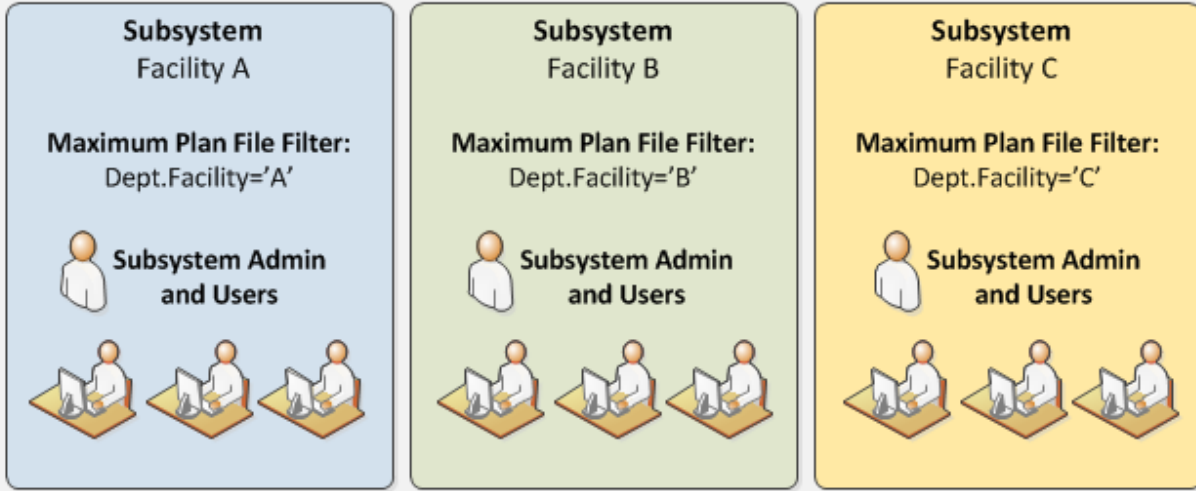 Subsystem
Facility A
Maximum Plan File Filter:
Dept.Facility=’A’
Subsystem Admin
and Users
Subsystem
Facility B
Maximum Plan File Filter:
Dept.Facility=’B’
Subsystem Admin
and Users
Subsystem
Facility C
Maximum Plan File Filter:
Dept.Facility=’C’
Subsystem Admin
and Users